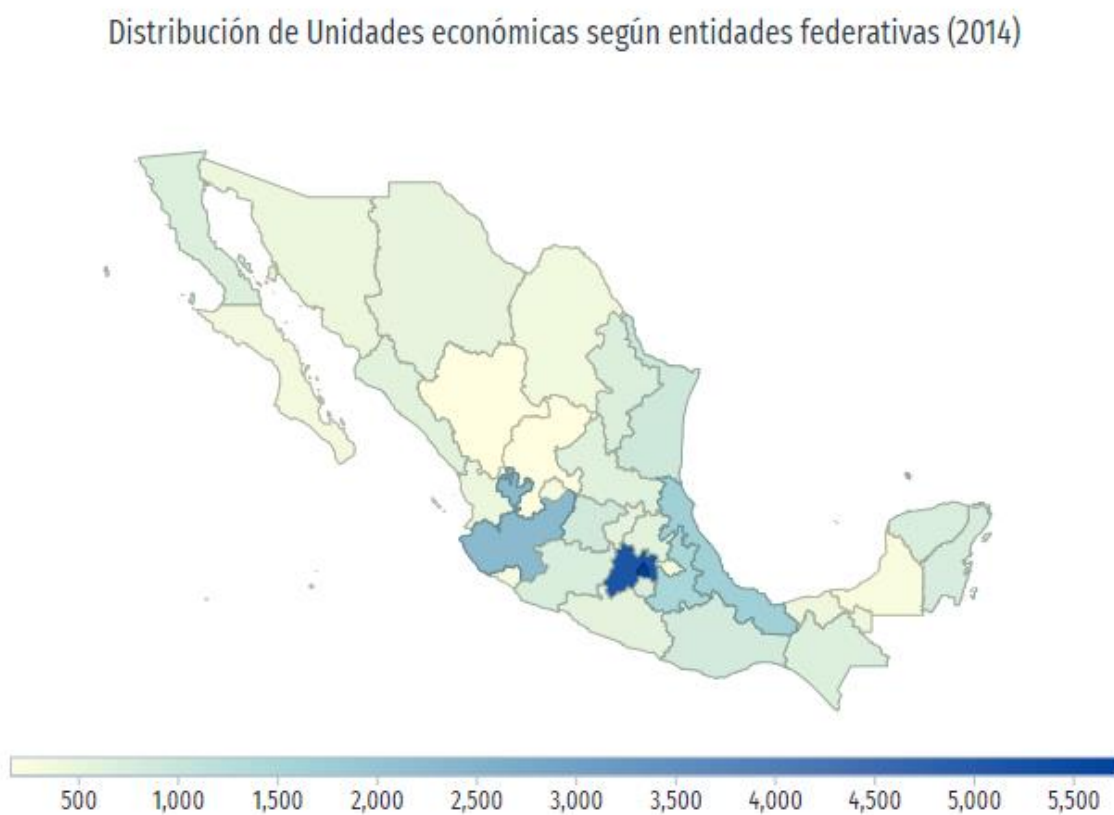 Distribución de Unidades económicas según entidades federativas (2014)
500 1,000 1,500 2,000 2,500 3,000 3,500 4,000 4,500 5,000 5,500